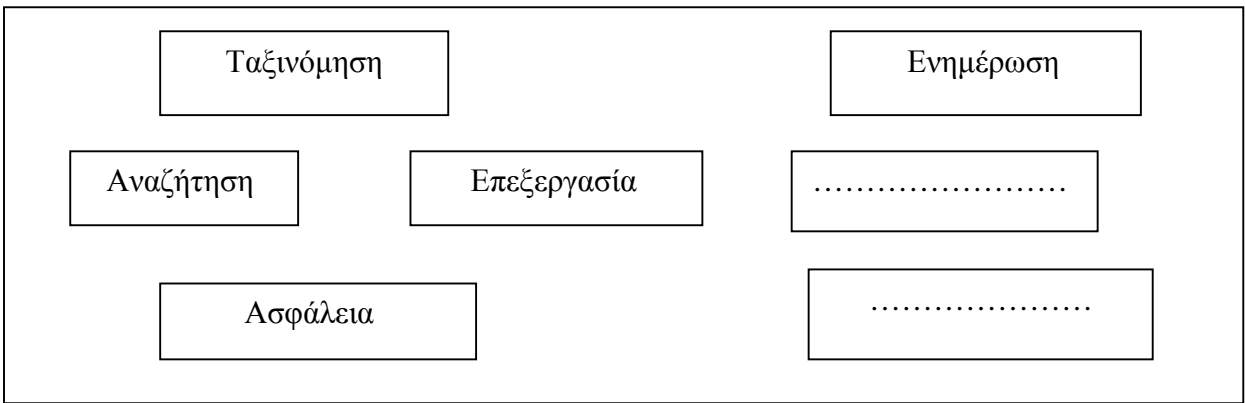 Ταξινόμηση
Ενημέρωση
Αναζήτηση
Επεξεργασία
……………………
Ασφάλεια
…………………